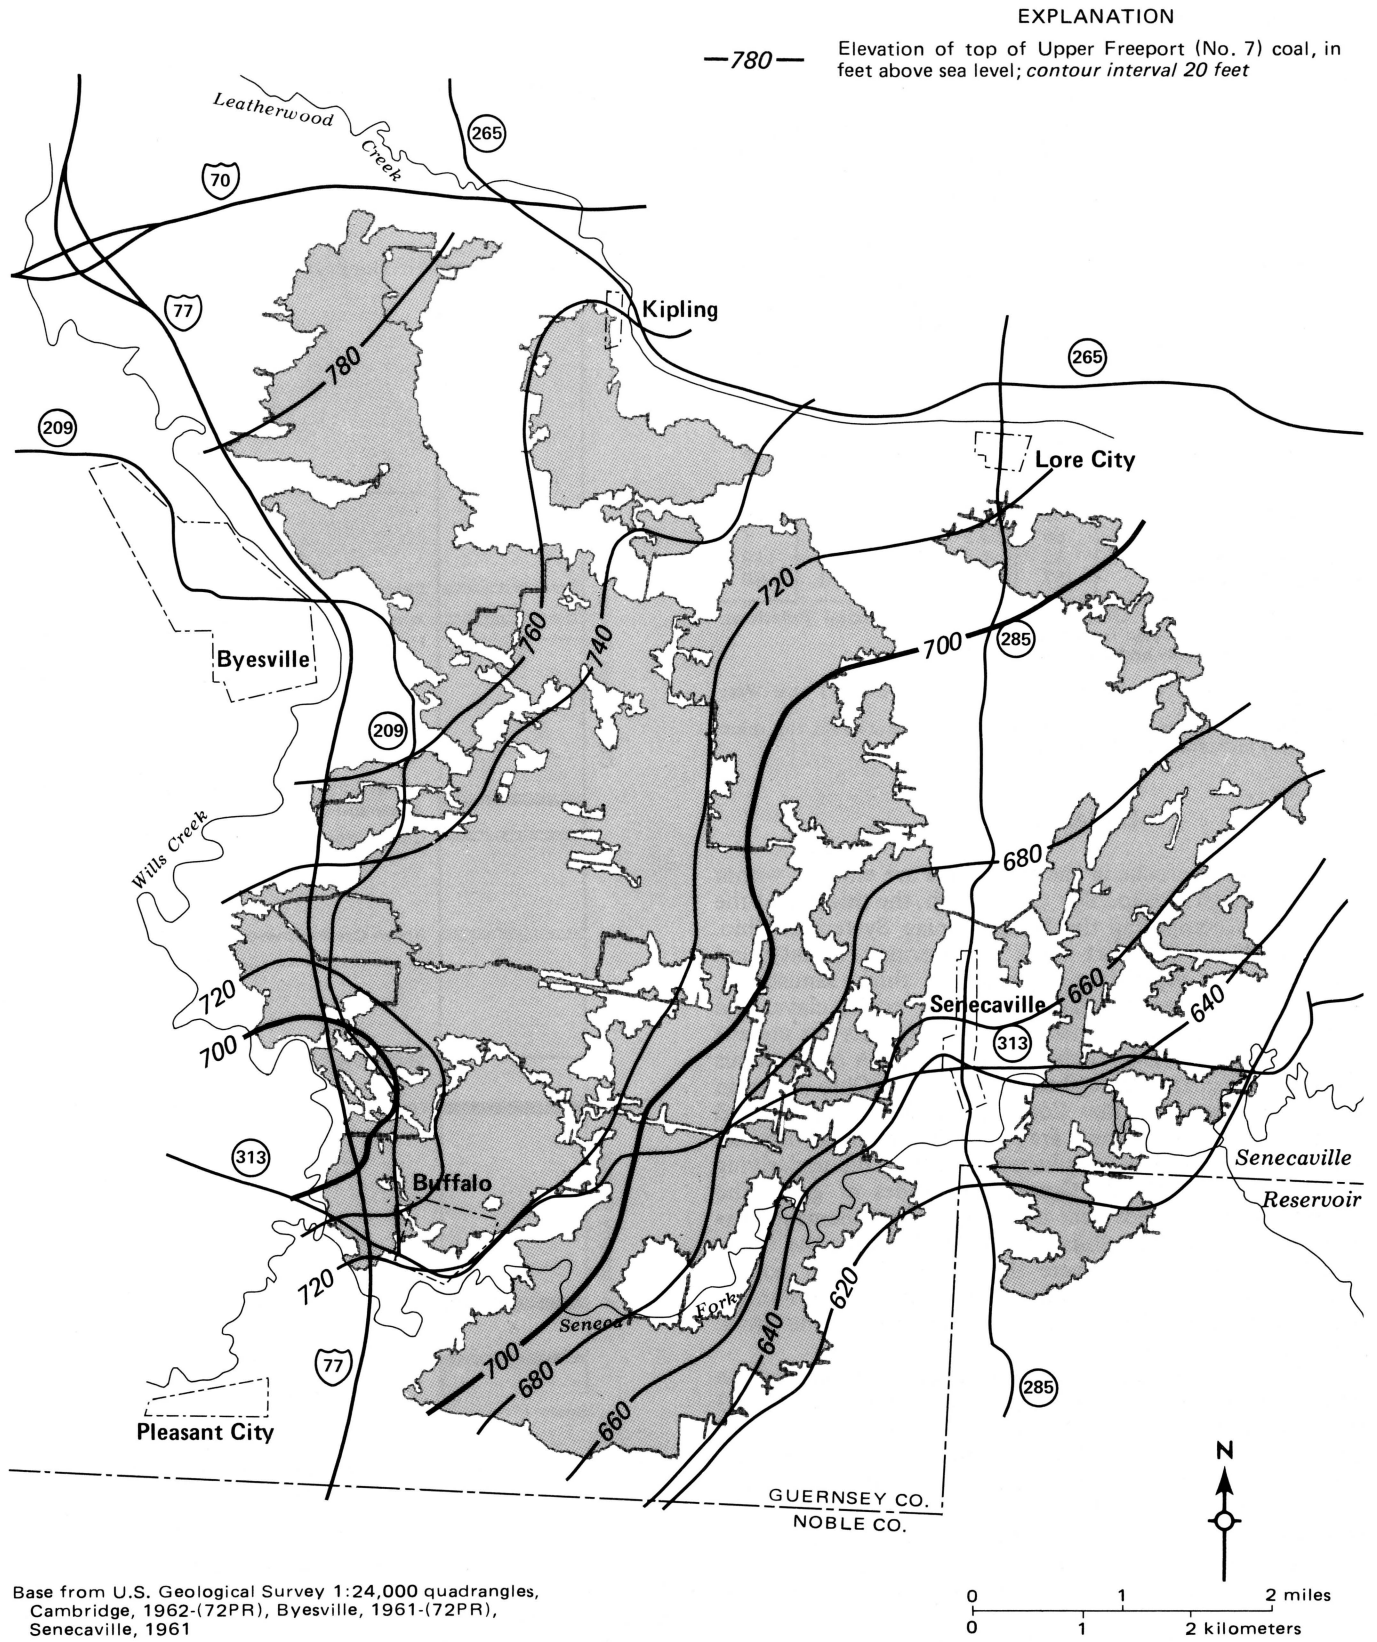 EXPLANATION
—780— Elevation of top of Upper Freeport (No. 7) coal, in
feet above sea level; contour interval 20 feet
Leatherwood
Creek
265
70
77
Kipling
780
265
209
Lore City
720
760
740
700
285
Byesville
209
Wills Creek
680
720
660
640
Senecaville
700
313
313
Buffalo
Senecaville
Reservoir
720
620
Fork
Seneca
640
700
680
77
285
660
Pleasant City
N
GUERNSEY CO.
NOBLE CO.
Base from U.S. Geological Survey 1:24,000 quadrangles,
Cambridge, 1962-(72PR), Byesville, 1961-(72PR),
Senecaville, 1961
0 1 2 miles
0 1 2 kilometers